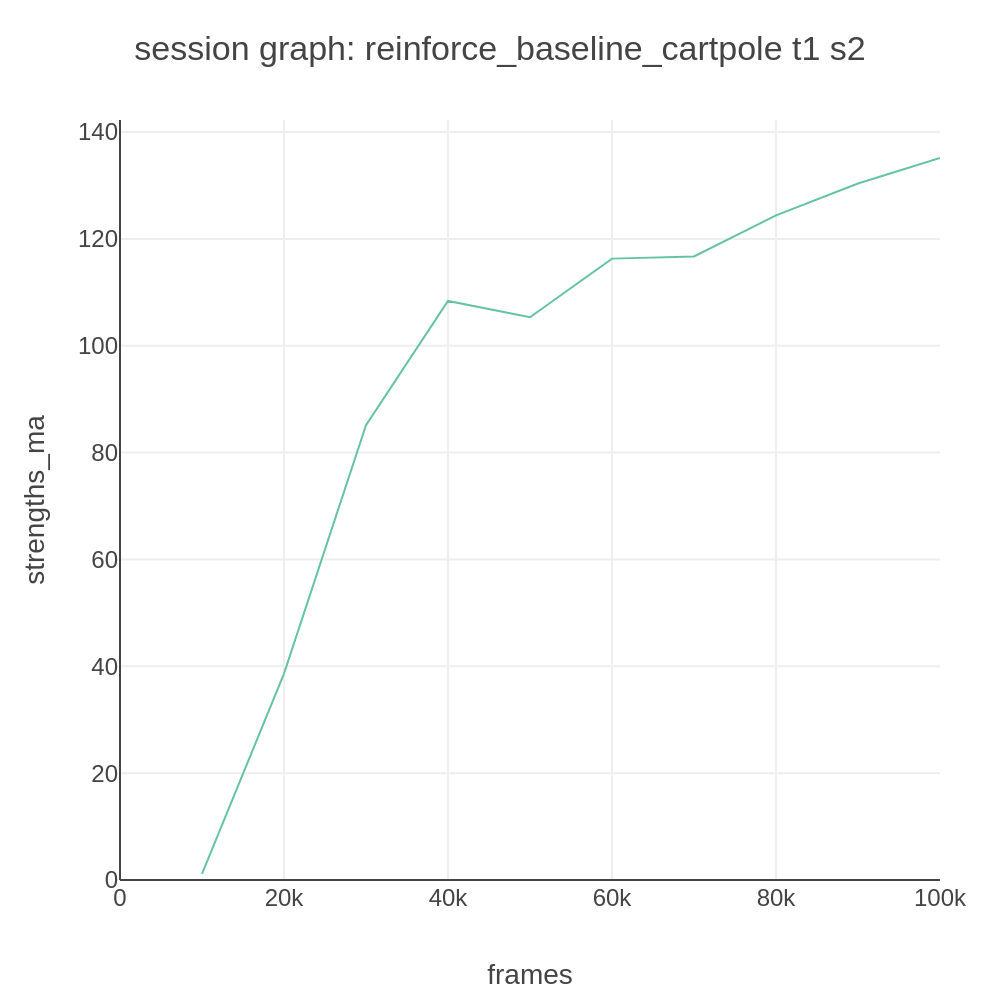 session graph: reinforce_baseline_cartpole t1 s2
140
120
100
80
60
40
20
0
strengths_ma
0 20k 40k 60k 80k 100k
frames